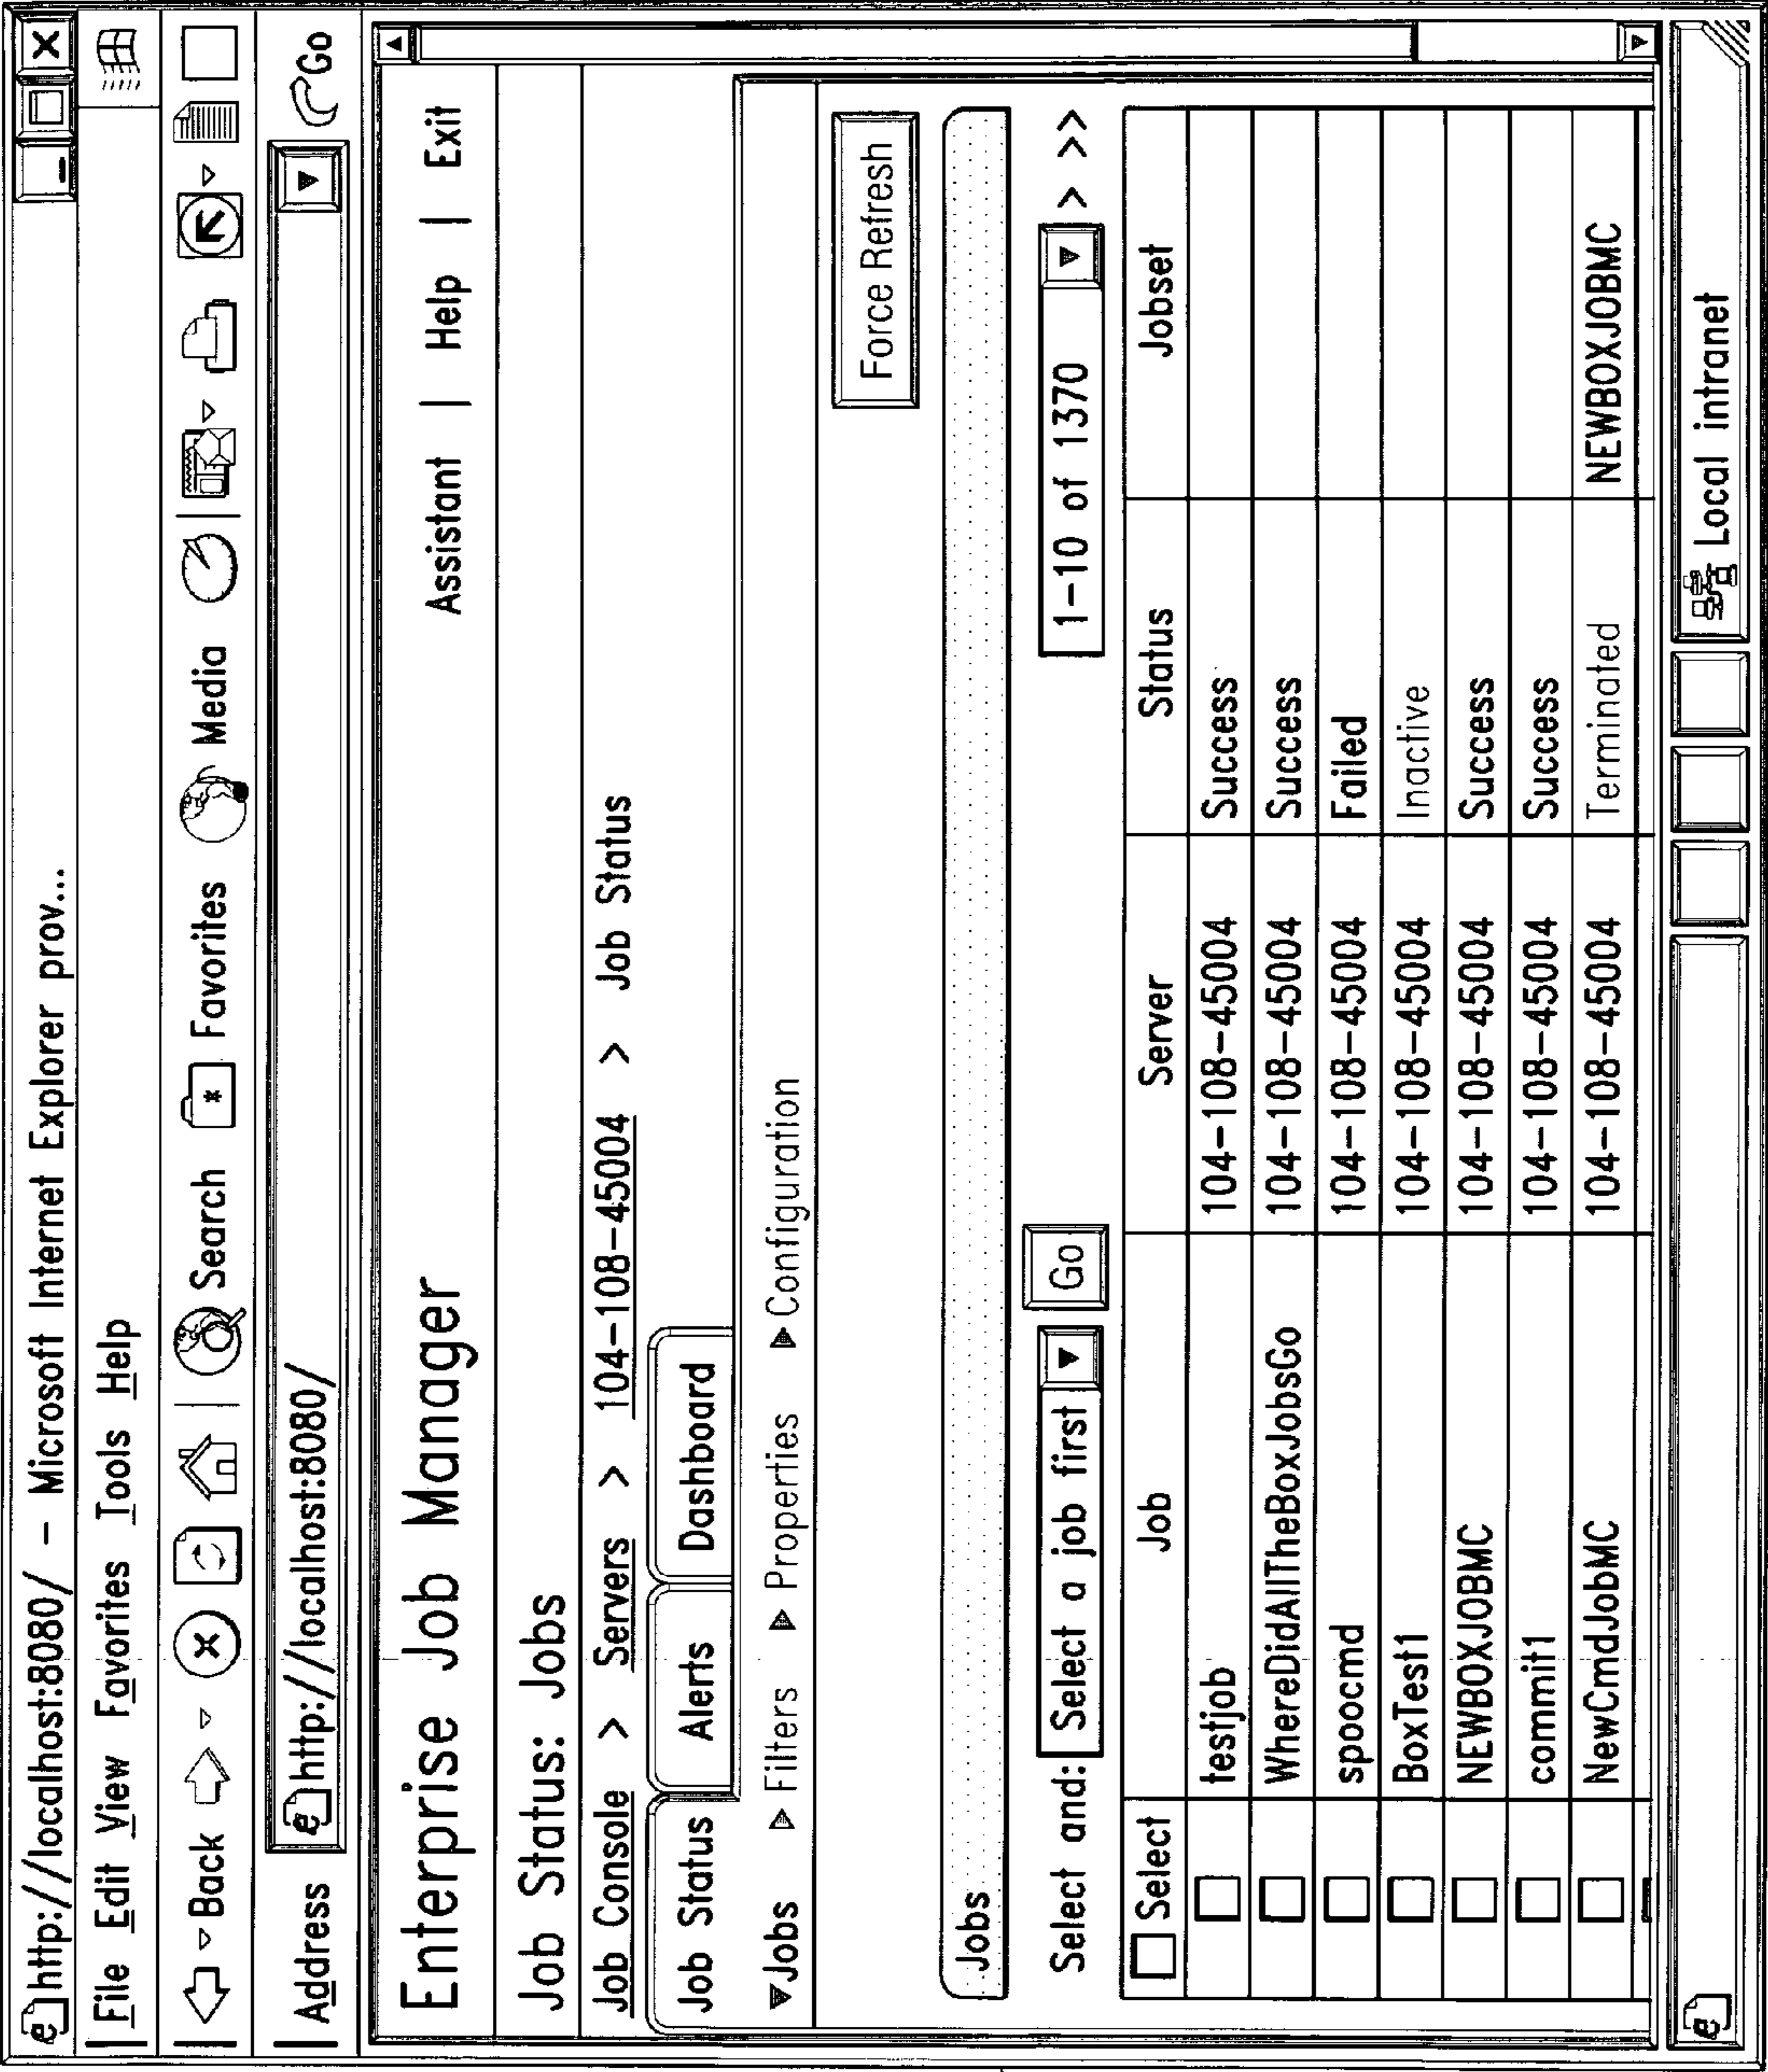 http://localhost:8080/ - Microsoft Internet Explorer prov...
File Edit View Favorites Tools Help
Back Search Favorites Media
Address http://localhost:8080/ Go
Enterprise Job Manager Assistant | Help | Exit
Job Status: Jobs
Job Console > Servers > 104-108-45004 > Job Status
Job Status Alerts Dashboard
Jobs Filters Properties Configuration
Force Refresh
Jobs
Select and: Select a job first Go 1-10 of 1370 > >>
Select Job Server Status Jobset
testjob 104-108-45004 Success
WhereDidAllTheBoxJobsGo 104-108-45004 Success
spoocmd 104-108-45004 Failed
BoxTest1 104-108-45004 Inactive
NEWBOXJOBMC 104-108-45004 Success
commit1 104-108-45004 Success
NewCmdJobMC 104-108-45004 Terminated NEWBOXJOBMC
Local intranet